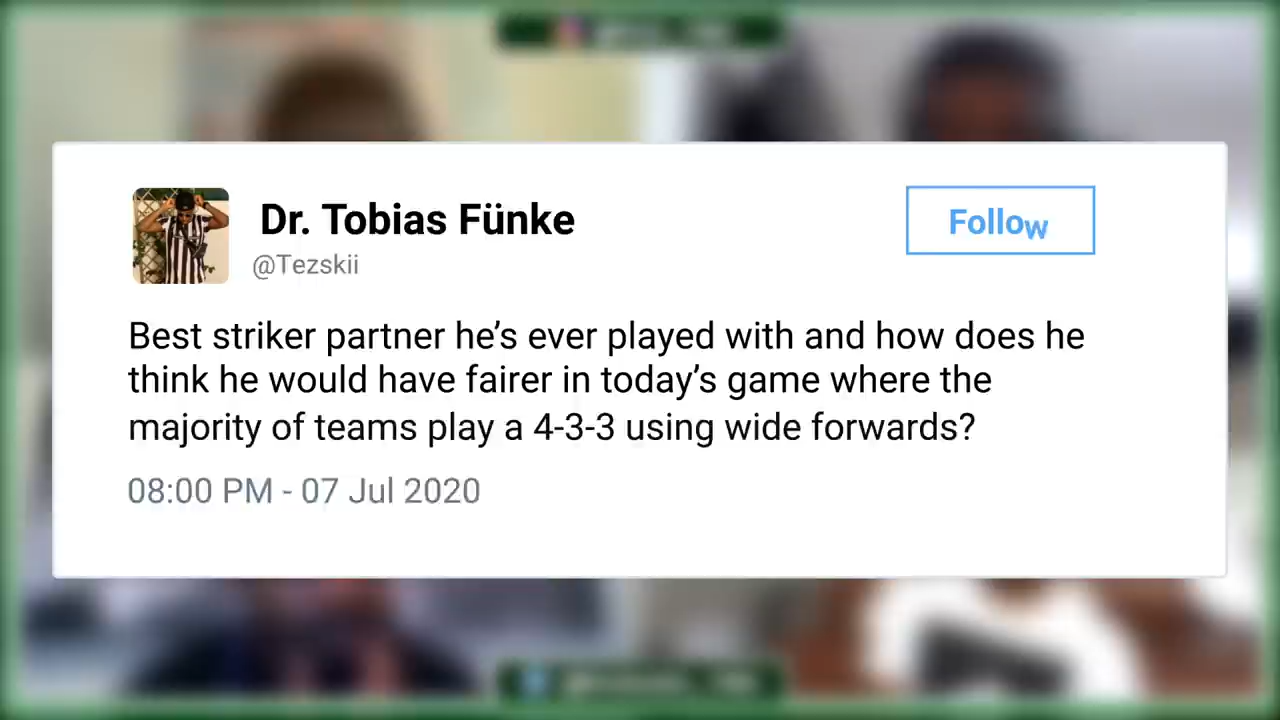 Dr. Tobias Fünke
Follow
@Tezskii
Best striker partner he’s ever played with and how does he
think he would have fairer in today’s game where the
majority of teams play a 4-3-3 using wide forwards?
08:00 PM - 07 Jul 2020